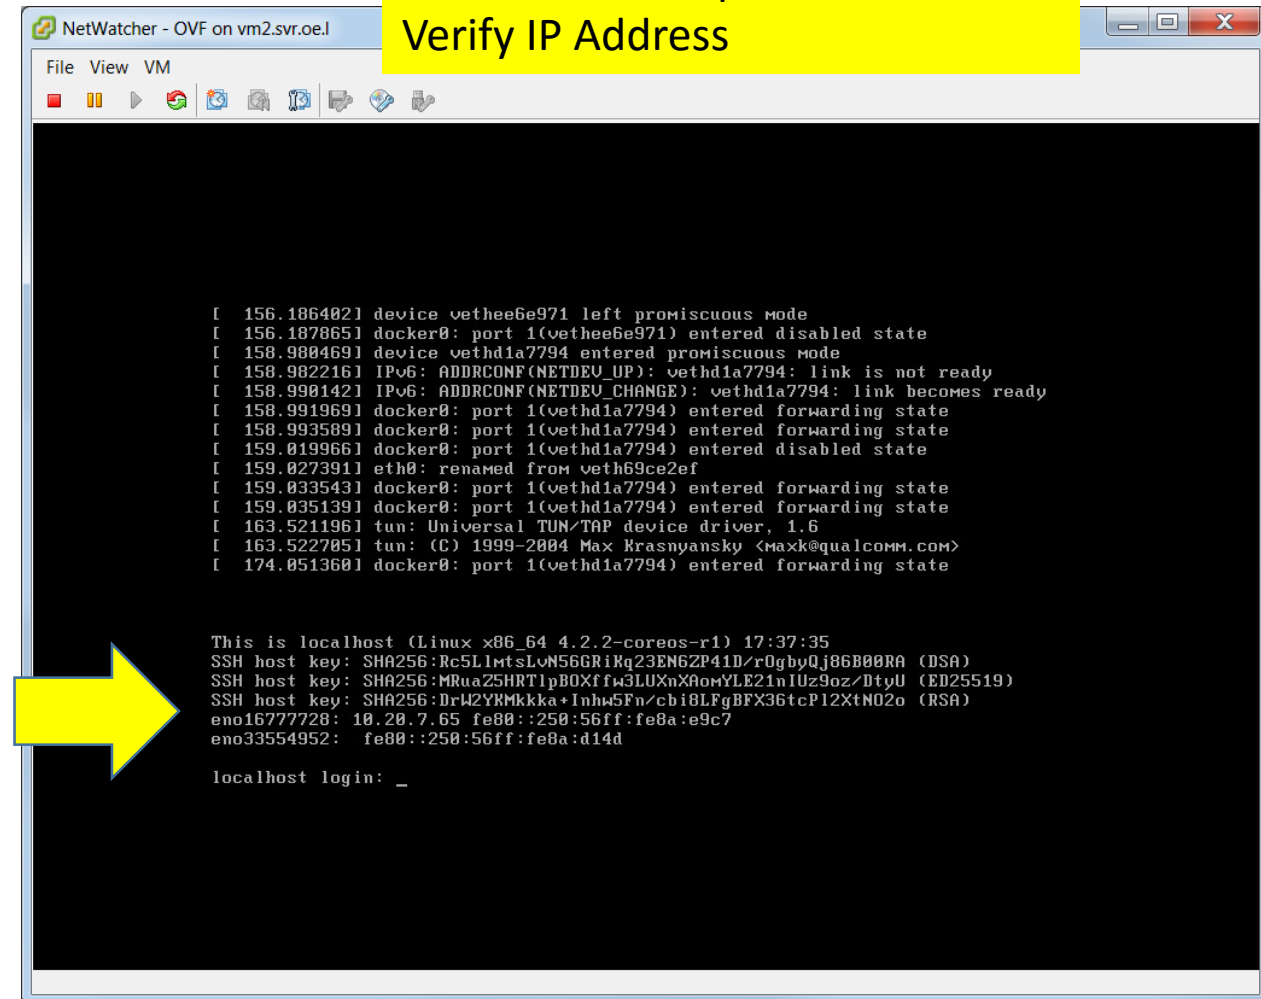 Verify IP Address
NetWatcher - OVF on vm2.svr.oe.l
File View VM
[  156.186402] device vethee6e971 left promiscuous mode
[  156.187865] docker0: port 1(vethee6e971) entered disabled state
[  158.980469] device vethd1a7794 entered promiscuous mode
[  158.982216] IPv6: ADDRCONF(NETDEV_UP): vethd1a7794: link is not ready
[  158.990142] IPv6: ADDRCONF(NETDEV_CHANGE): vethd1a7794: link becomes ready
[  158.991969] docker0: port 1(vethd1a7794) entered forwarding state
[  158.993589] docker0: port 1(vethd1a7794) entered forwarding state
[  159.019966] docker0: port 1(vethd1a7794) entered disabled state
[  159.027391] eth0: renamed from veth69ce2ef
[  159.033543] docker0: port 1(vethd1a7794) entered forwarding state
[  159.035139] docker0: port 1(vethd1a7794) entered forwarding state
[  163.521196] tun: Universal TUN/TAP device driver, 1.6
[  163.522705] tun: (C) 1999-2004 Max Krasnyansky <maxk@qualcomm.com>
[  174.051360] docker0: port 1(vethd1a7794) entered forwarding state
This is localhost (Linux x86_64 4.2.2-coreos-r1) 17:37:35
SSH host key: SHA256:Rc5LlmtsLvN56GRiKq23EN6ZP41D/rOgbyQj86B00RA (DSA)
SSH host key: SHA256:MRuaZ5HRTlpBOXffw3LUXnXAomYLE21nIUz9oz/DtyU (ED25519)
SSH host key: SHA256:DrW2YKMkkka+Inhw5Fn/cbi8LFgBFX36tcPl2XtNO2o (RSA)
eno16777728: 10.20.7.65 fe80::250:56ff:fe8a:e9c7
eno33554952:  fe80::250:56ff:fe8a:d14d
localhost login: _